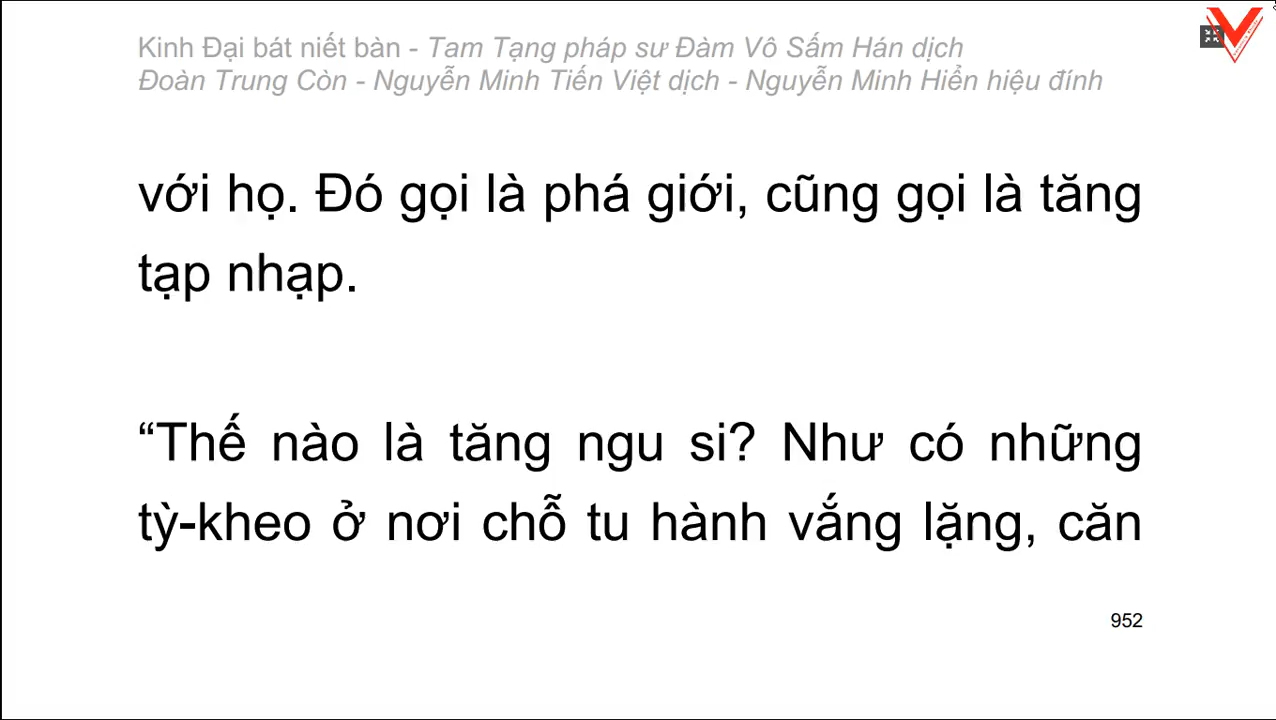 Kinh Đại bát niết bàn - Tam Tạng pháp sư Đàm Vô Sấm Hán dịch
Đoàn Trung Còn - Nguyễn Minh Tiến Việt dịch - Nguyễn Minh Hiển hiệu đính
với họ. Đó gọi là phá giới, cũng gọi là tăng
tạp nhạp.
“Thế nào là tăng ngu si? Như có những
tỳ-kheo ở nơi chỗ tu hành vắng lặng, căn
952